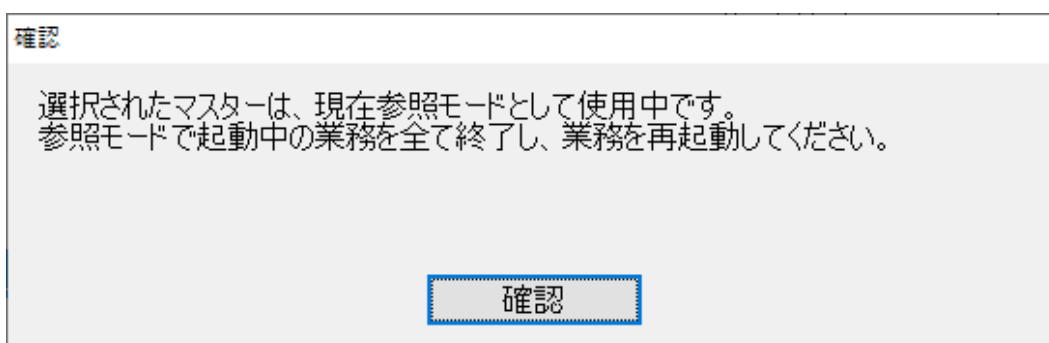 確認
選択されたマスターは、現在参照モードとして使用中です。
参照モードで起動中の業務を全て終了し、業務を再起動してください。
確認